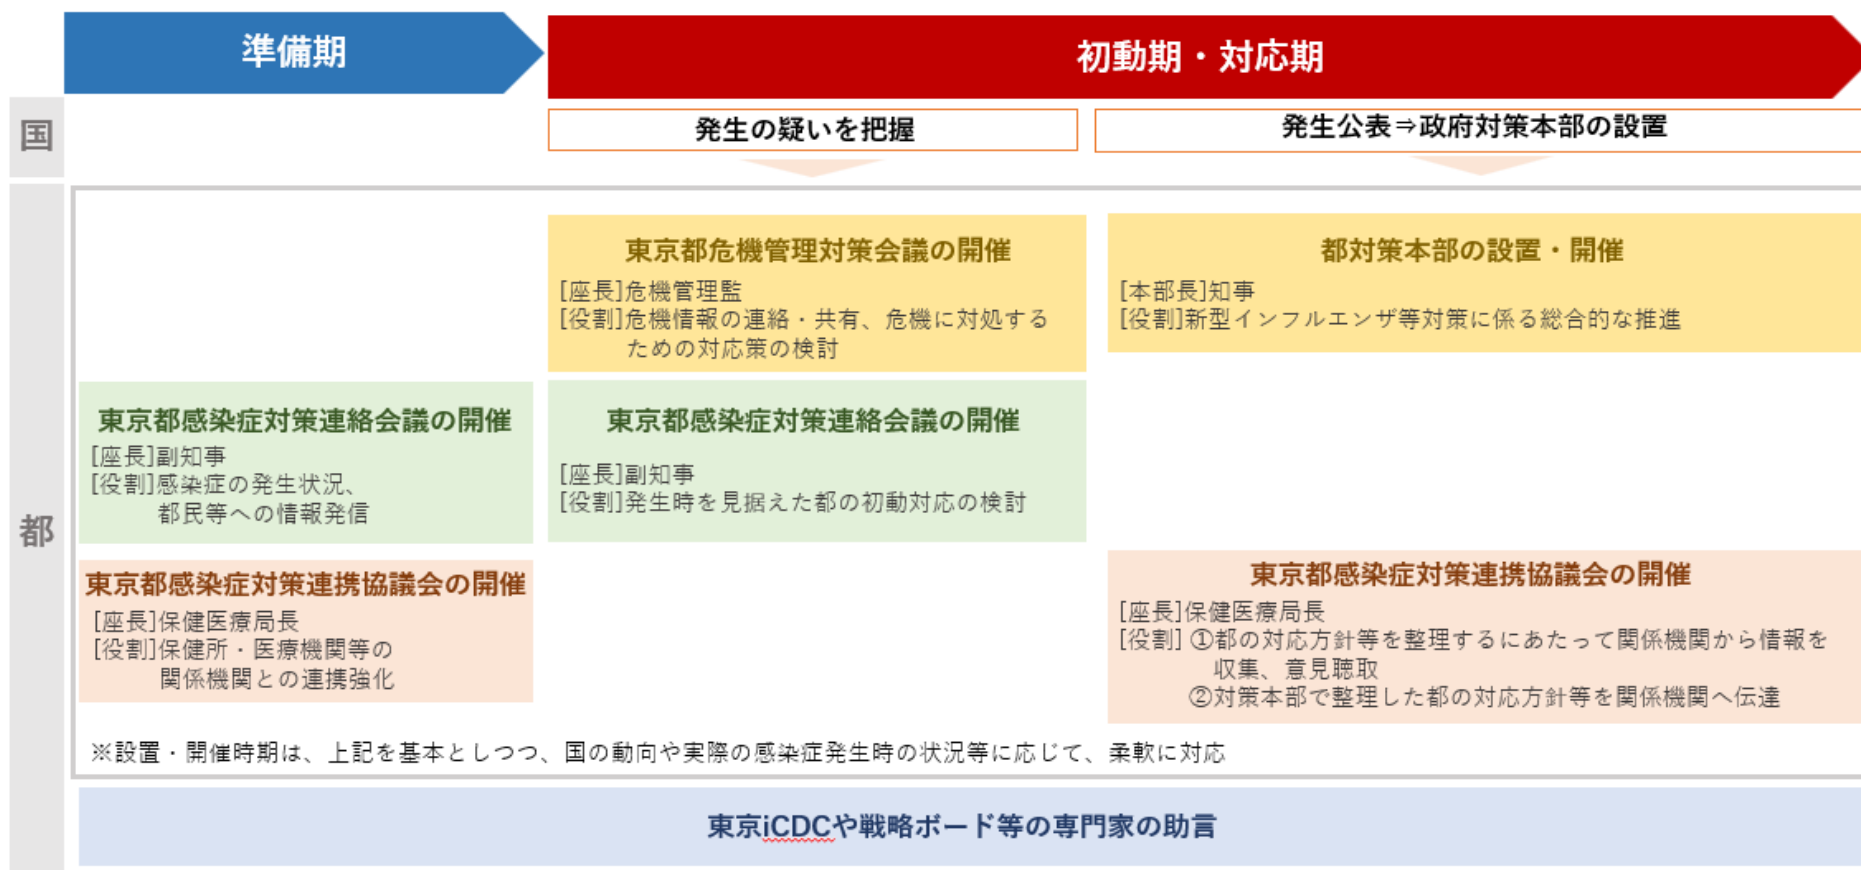 準備期
初動期・対応期
国
発生の疑いを把握
発生公表⇒政府対策本部の設置
都
東京都危機管理対策会議の開催
[座長]危機管理監
[役割]危機情報の連絡・共有、危機に対処する
ための対応策の検討
都対策本部の設置・開催
[本部長]知事
[役割]新型インフルエンザ等対策に係る総合的な推進
東京都感染症対策連絡会議の開催
[座長]副知事
[役割]感染症の発生状況、
都民等への情報発信
東京都感染症対策連絡会議の開催
[座長]副知事
[役割]発生時を見据えた都の初動対応の検討
東京都感染症対策連携協議会の開催
[座長]保健医療局長
[役割]保健所・医療機関等の
関係機関との連携強化
東京都感染症対策連携協議会の開催
[座長]保健医療局長
[役割] ①都の対応方針等を整理するにあたって関係機関から情報を
収集、意見聴取
②対策本部で整理した都の対応方針等を関係機関へ伝達
※設置・開催時期は、上記を基本としつつ、国の動向や実際の感染症発生時の状況等に応じて、柔軟に対応
東京iCDCや戦略ボード等の専門家の助言